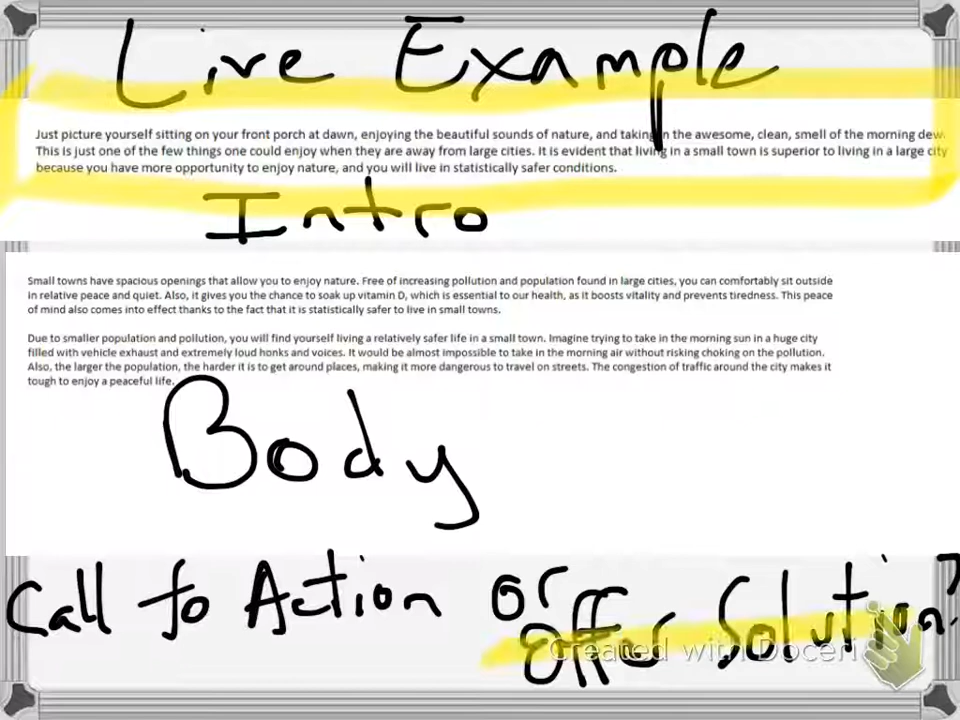 Live Example
Just picture yourself sitting on your front porch at dawn, enjoying the beautiful sounds of nature, and taking in the awesome, clean, smell of the morning dew.
This is just one of the few things one could enjoy when they are away from large cities. It is evident that living in a small town is superior to living in a large city
because you have more opportunity to enjoy nature, and you will live in statistically safer conditions.
Intro
Small towns have spacious openings that allow you to enjoy nature. Free of increasing pollution and population found in large cities, you can comfortably sit outside
in relative peace and quiet. Also, it gives you the chance to soak up vitamin D, which is essential to our health, as it boosts vitality and prevents tiredness. This peace
of mind also comes into effect thanks to the fact that it is statistically safer to live in small towns.
Due to smaller population and pollution, you will find yourself living a relatively safer life in a small town. Imagine trying to take in the morning sun in a huge city
filled with vehicle exhaust and extremely loud honks and voices. It would be almost impossible to take in the morning air without risking choking on the pollution.
Also, the larger the population, the harder it is to get around places, making it more dangerous to travel on streets. The congestion of traffic around the city makes it
tough to enjoy a peaceful life.
Body
Call to Action or
Offer Solution?
Created with Doceri